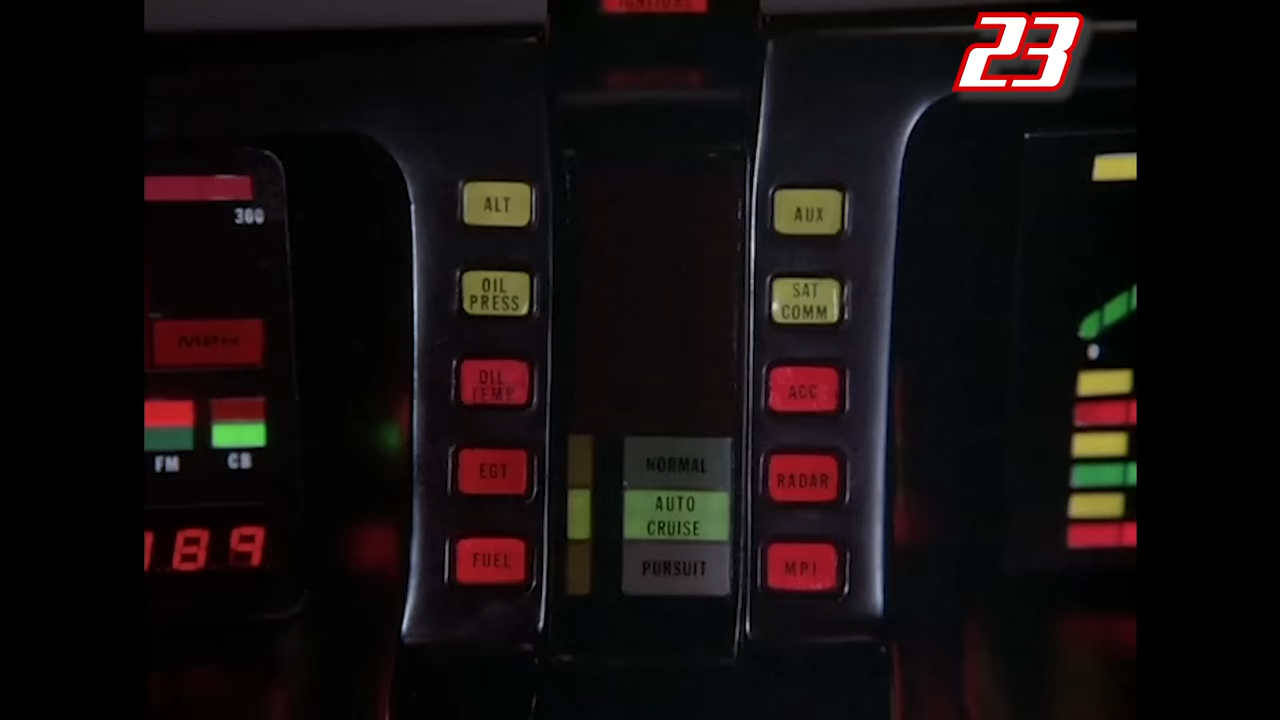 23
300
ALT
AUX
OIL
PRESS
SAT
COMM
MPH
OIL
TEMP
ACC
FM
CB
EGT
NORMAL
RADAR
AUTO
CRUISE
189
FUEL
PURSUIT
MPI
0